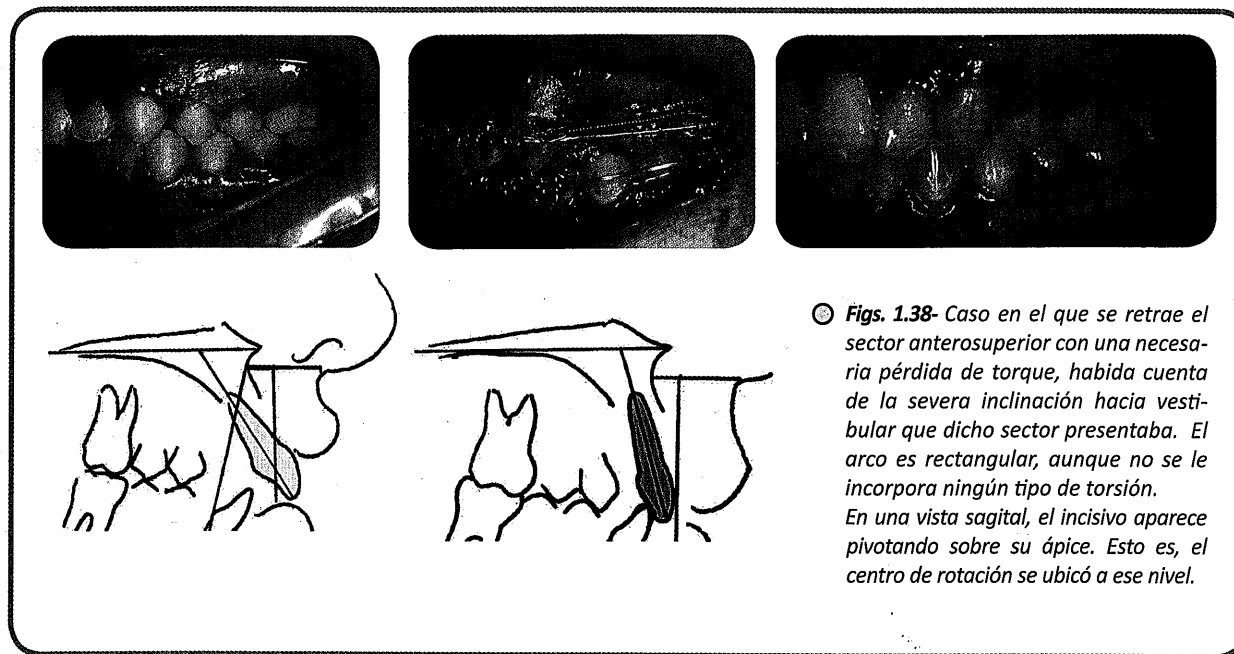 Figs. 1.38- Caso en el que se retrae el
sector anterosuperior con una necesa-
ria pérdida de torque, habida cuenta
de la severa inclinación hacia vesti-
bular que dicho sector presentaba. El
arco es rectangular, aunque no se le
incorpora ningún tipo de torsión.
En una vista sagital, el incisivo aparece
pivotando sobre su ápice. Esto es, el
centro de rotación se ubicó a ese nivel.